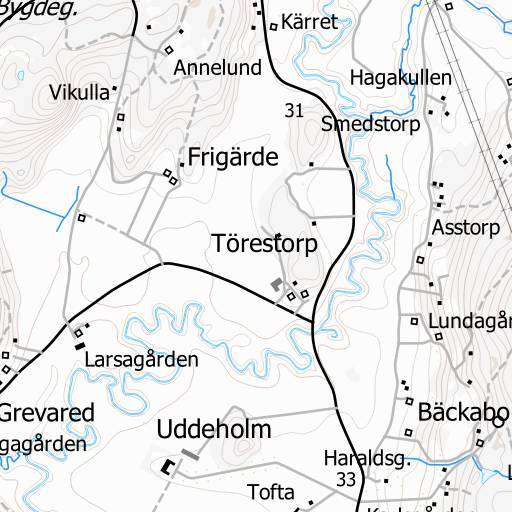 Bygdeg.
Kärret
Annelund
Hagakullen
Vikulla
31
Smedstorp
Frigärde
Asstorp
Törestorp
Lundagår
Larsagården
Grevared
Bäckabo
Uddeholm
gagården
Haraldsg.
33
Tofta